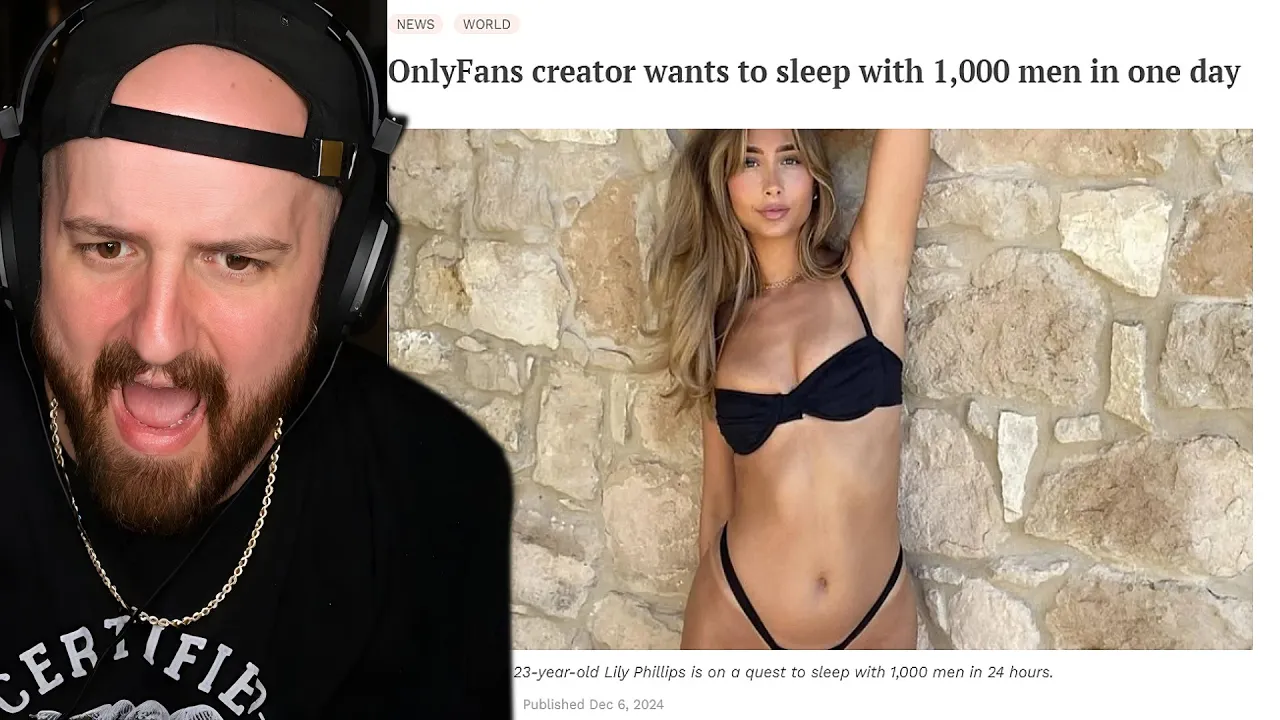 NEWS WORLD
OnlyFans creator wants to sleep with 1,000 men in one day
23-year-old Lily Phillips is on a quest to sleep with 1,000 men in 24 hours.
Published Dec 6, 2024
CERTIFIE